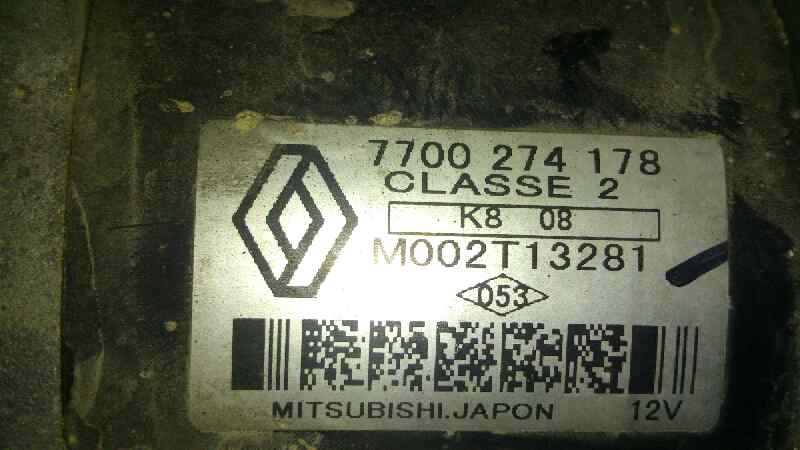 7700 274 178
CLASSE 2
K8 08
M002T13281
053
MITSUBISHI.JAPON 12V